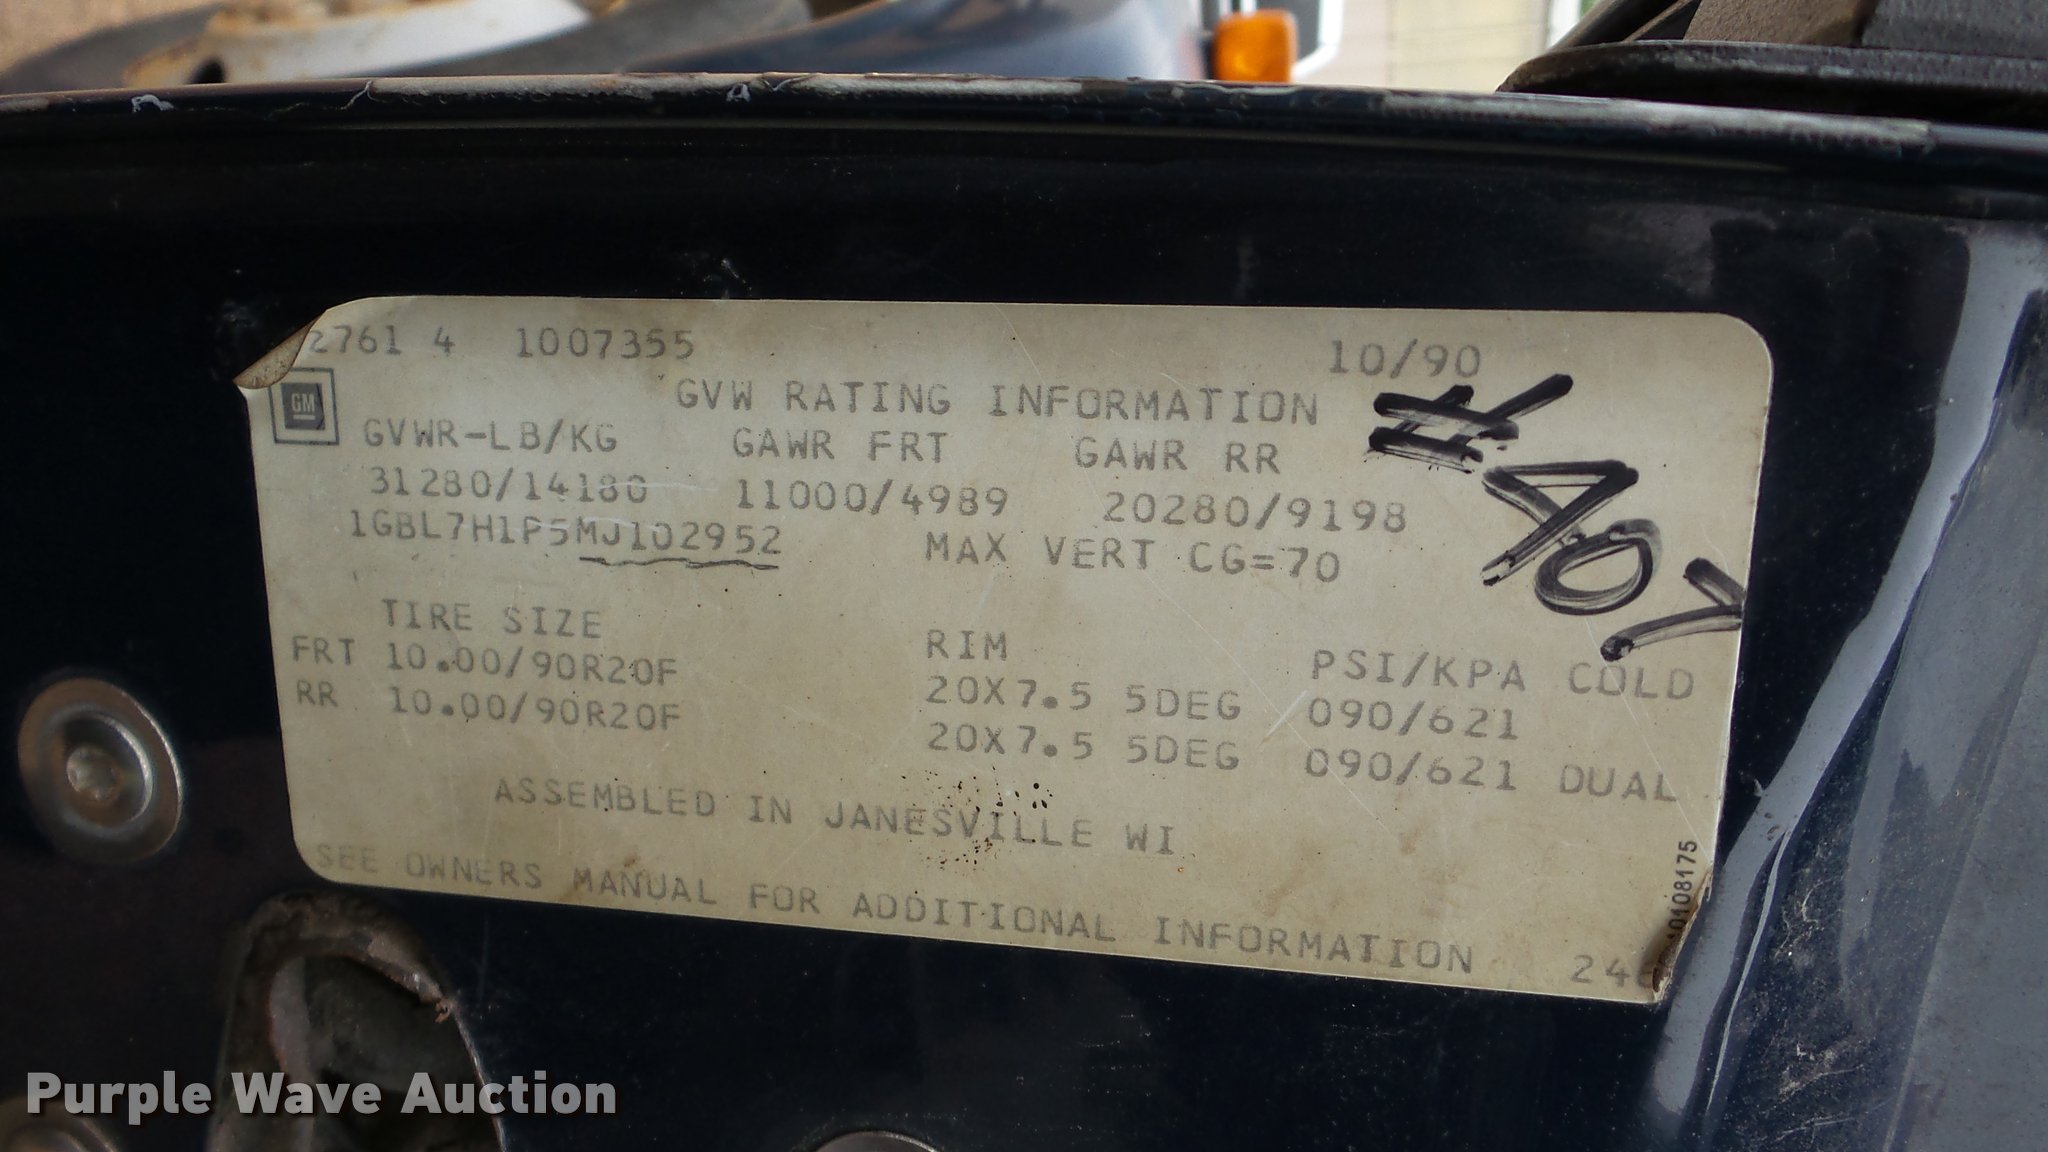 2761 4 1007355 10/90
GM
GVW RATING INFORMATION
GVWR-LB/KG GAWR FRT GAWR RR
31280/14180 11000/4989 20280/9198
1GBL7H1P5MJ102952 MAX VERT CG=70
#407
TIRE SIZE RIM PSI/KPA COLD
FRT 10.00/90R20F 20X7.5 5DEG 090/621
RR 10.00/90R20F 20X7.5 5DEG 090/621 DUAL
ASSEMBLED IN JANESVILLE WI
SEE OWNERS MANUAL FOR ADDITIONAL INFORMATION 24
10108175
Purple Wave Auction